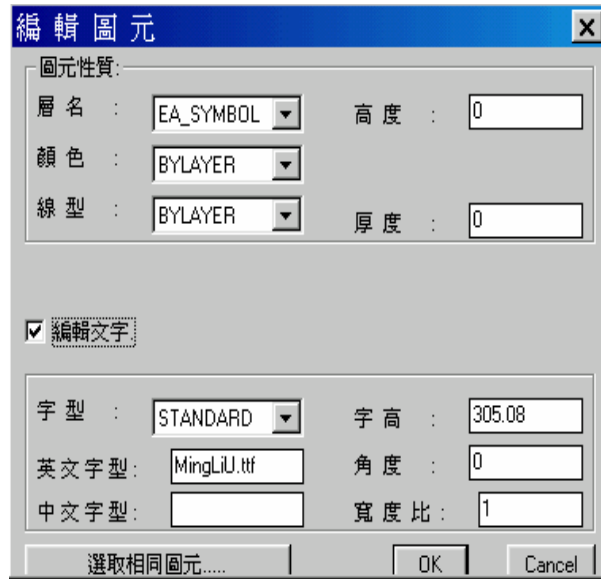 編輯圖元
圖元性質:
層名 : EA_SYMBOL 高度 : 0
顏色 : BYLAYER
線型 : BYLAYER 厚度 : 0
編輯文字
字型 : STANDARD 字高 : 305.08
英文字型: MingLiU.ttf 角度 : 0
中文字型: 寬度比: 1
選取相同圖元..... OK Cancel